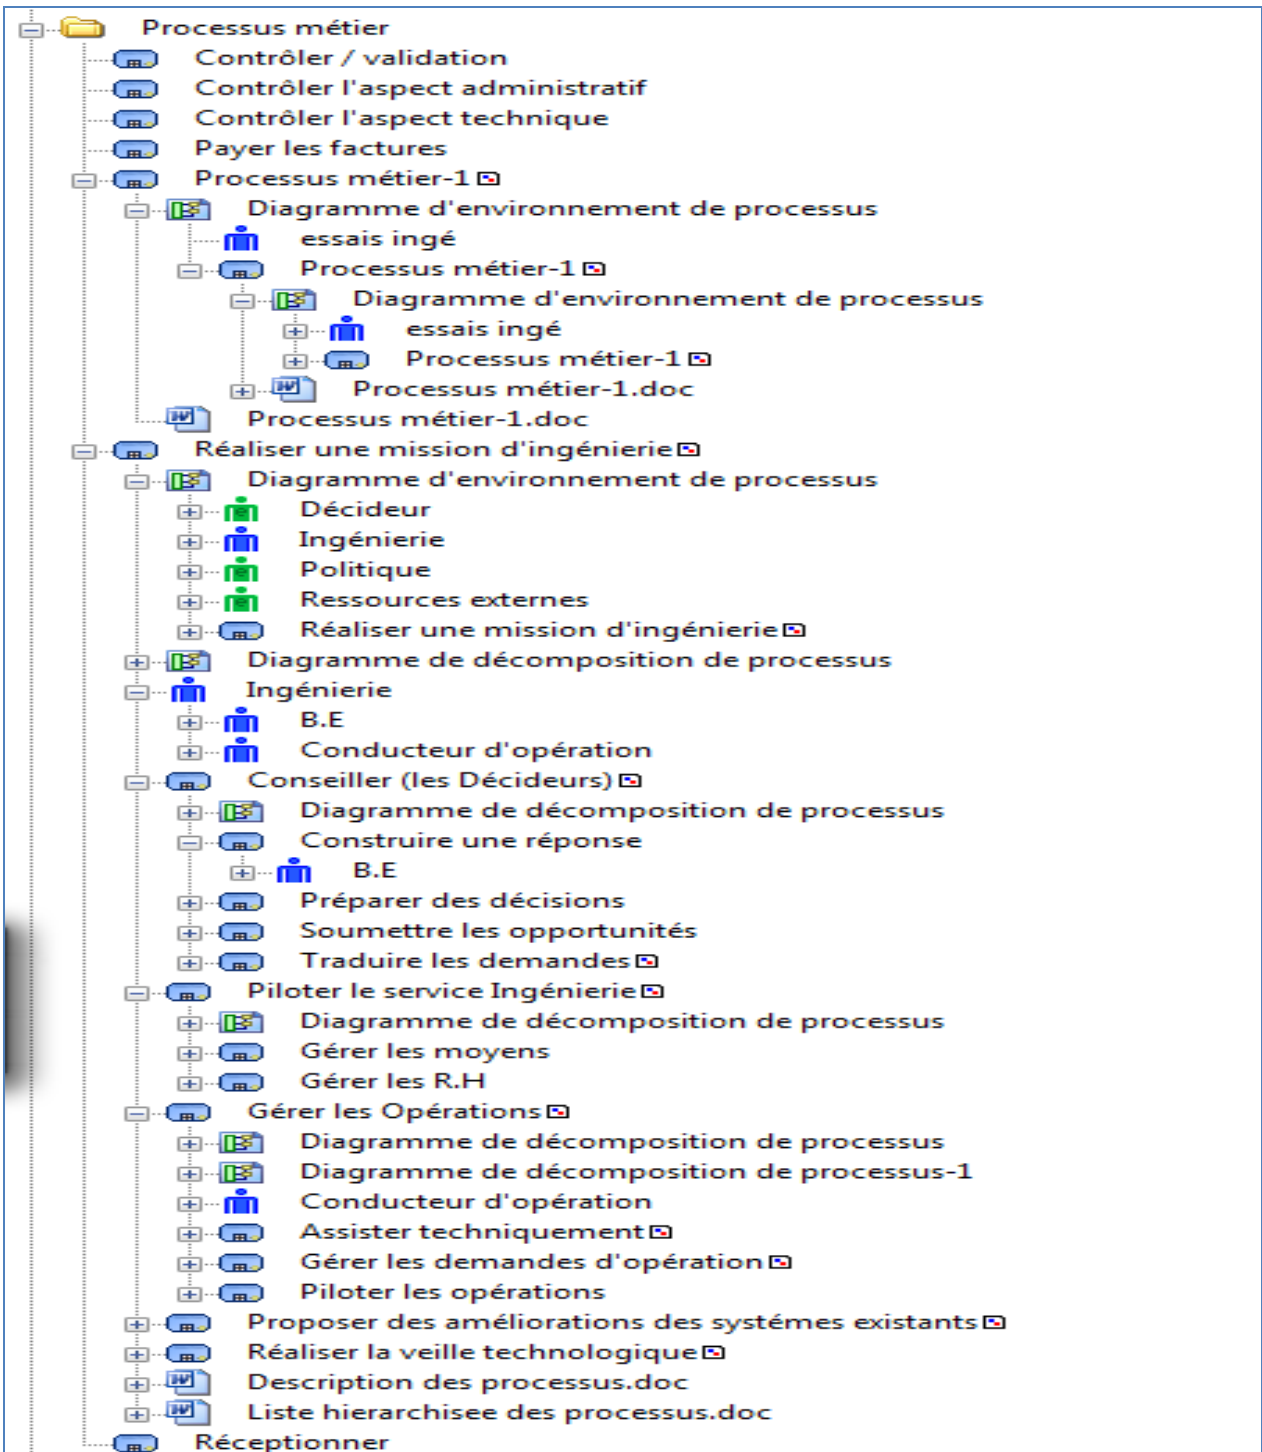 Processus métier
Contrôler / validation
Contrôler l'aspect administratif
Contrôler l'aspect technique
Payer les factures
Processus métier-1
Diagramme d'environnement de processus
essais ingé
Processus métier-1
Diagramme d'environnement de processus
essais ingé
Processus métier-1
Processus métier-1.doc
Processus métier-1.doc
Réaliser une mission d'ingénierie
Diagramme d'environnement de processus
Décideur
Ingénierie
Politique
Ressources externes
Réaliser une mission d'ingénierie
Diagramme de décomposition de processus
Ingénierie
B.E
Conducteur d'opération
Conseiller (les Décideurs)
Diagramme de décomposition de processus
Construire une réponse
B.E
Préparer des décisions
Soumettre les opportunités
Traduire les demandes
Piloter le service Ingénierie
Diagramme de décomposition de processus
Gérer les moyens
Gérer les R.H
Gérer les Opérations
Diagramme de décomposition de processus
Diagramme de décomposition de processus-1
Conducteur d'opération
Assister techniquement
Gérer les demandes d'opération
Piloter les opérations
Proposer des améliorations des systémes existants
Réaliser la veille technologique
Description des processus.doc
Liste hierarchisee des processus.doc
Réceptionner